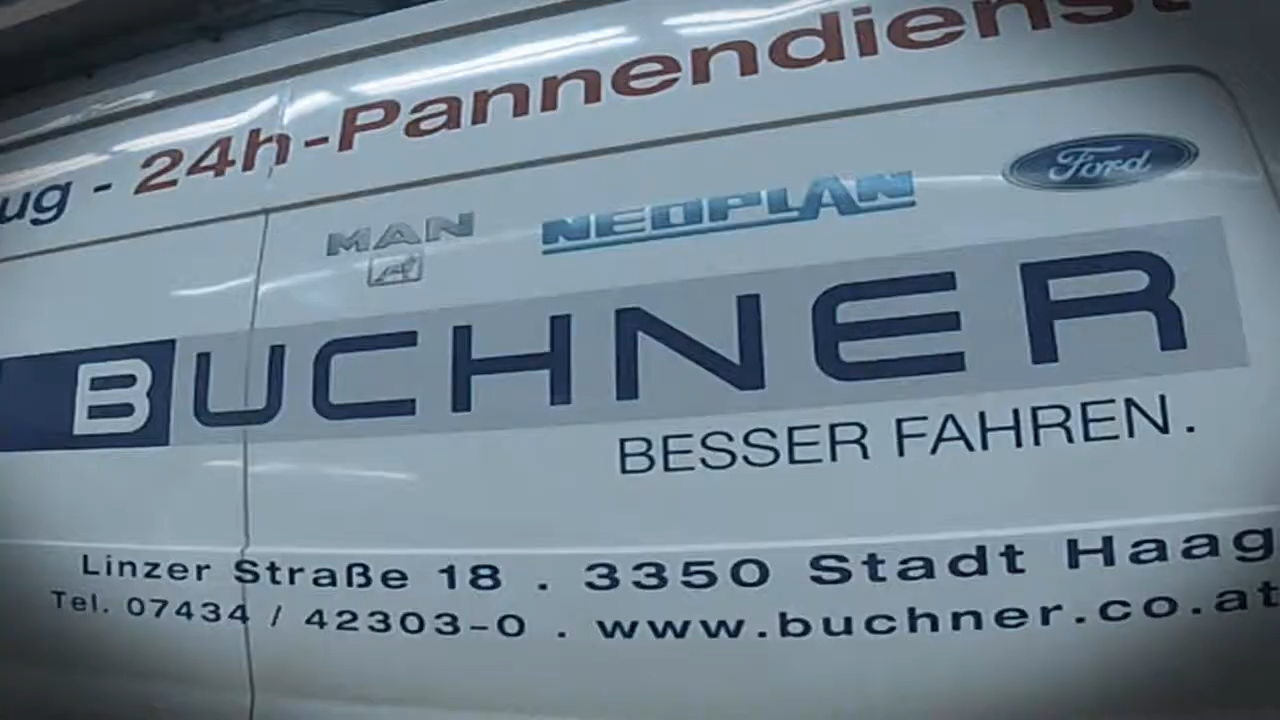 ug - 24h-Pannendienst
MAN NEOPLAN Ford
BUCHNER
BESSER FAHREN.
Linzer Straße 18 . 3350 Stadt Haag
Tel. 07434 / 42303-0 . www.buchner.co.at